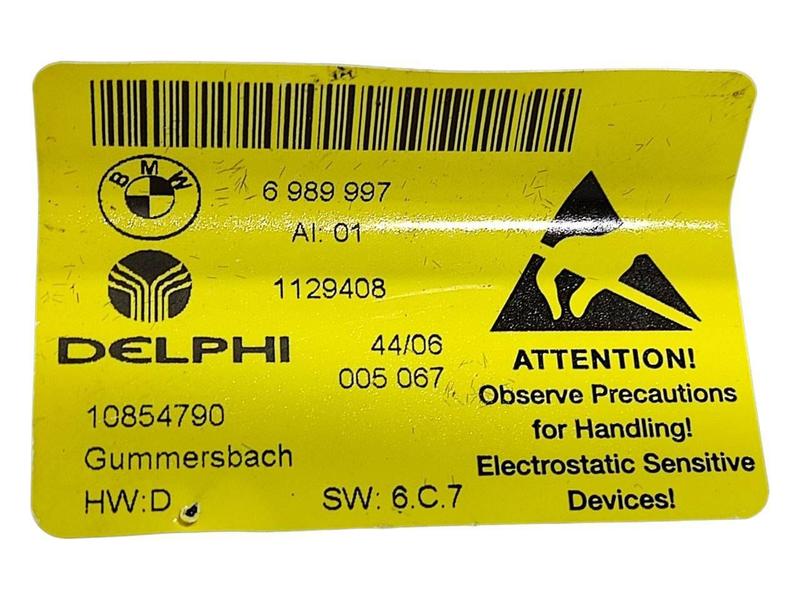 BMW
6 989 997
AI: 01
1129408
DELPHI
44/06
005 067
10854790
Gummersbach
HW:D
SW: 6.C.7
ATTENTION!
Observe Precautions
for Handling!
Electrostatic Sensitive
Devices!